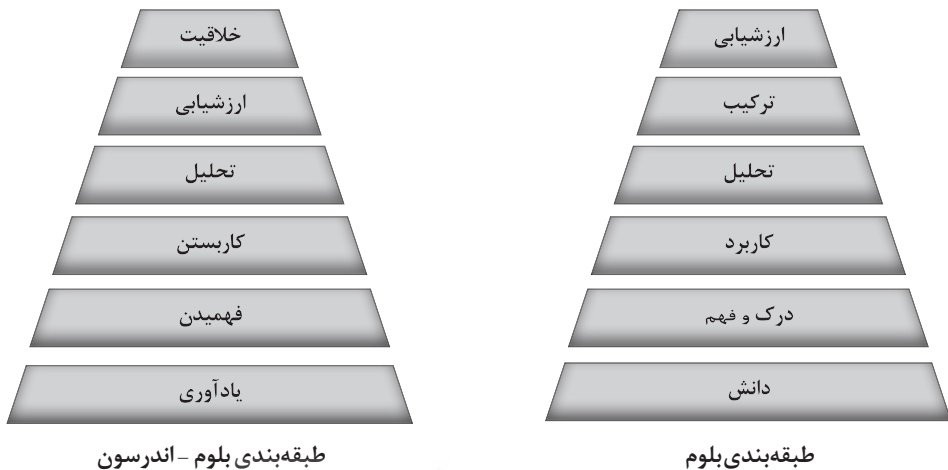 ارزشیابی
ترکیب
تحلیل
کاربرد
درک و فهم
دانش
طبقه‌بندی بلوم
خلاقیت
ارزشیابی
تحلیل
کاربستن
فهمیدن
یادآوری
طبقه‌بندی بلوم – اندرسون